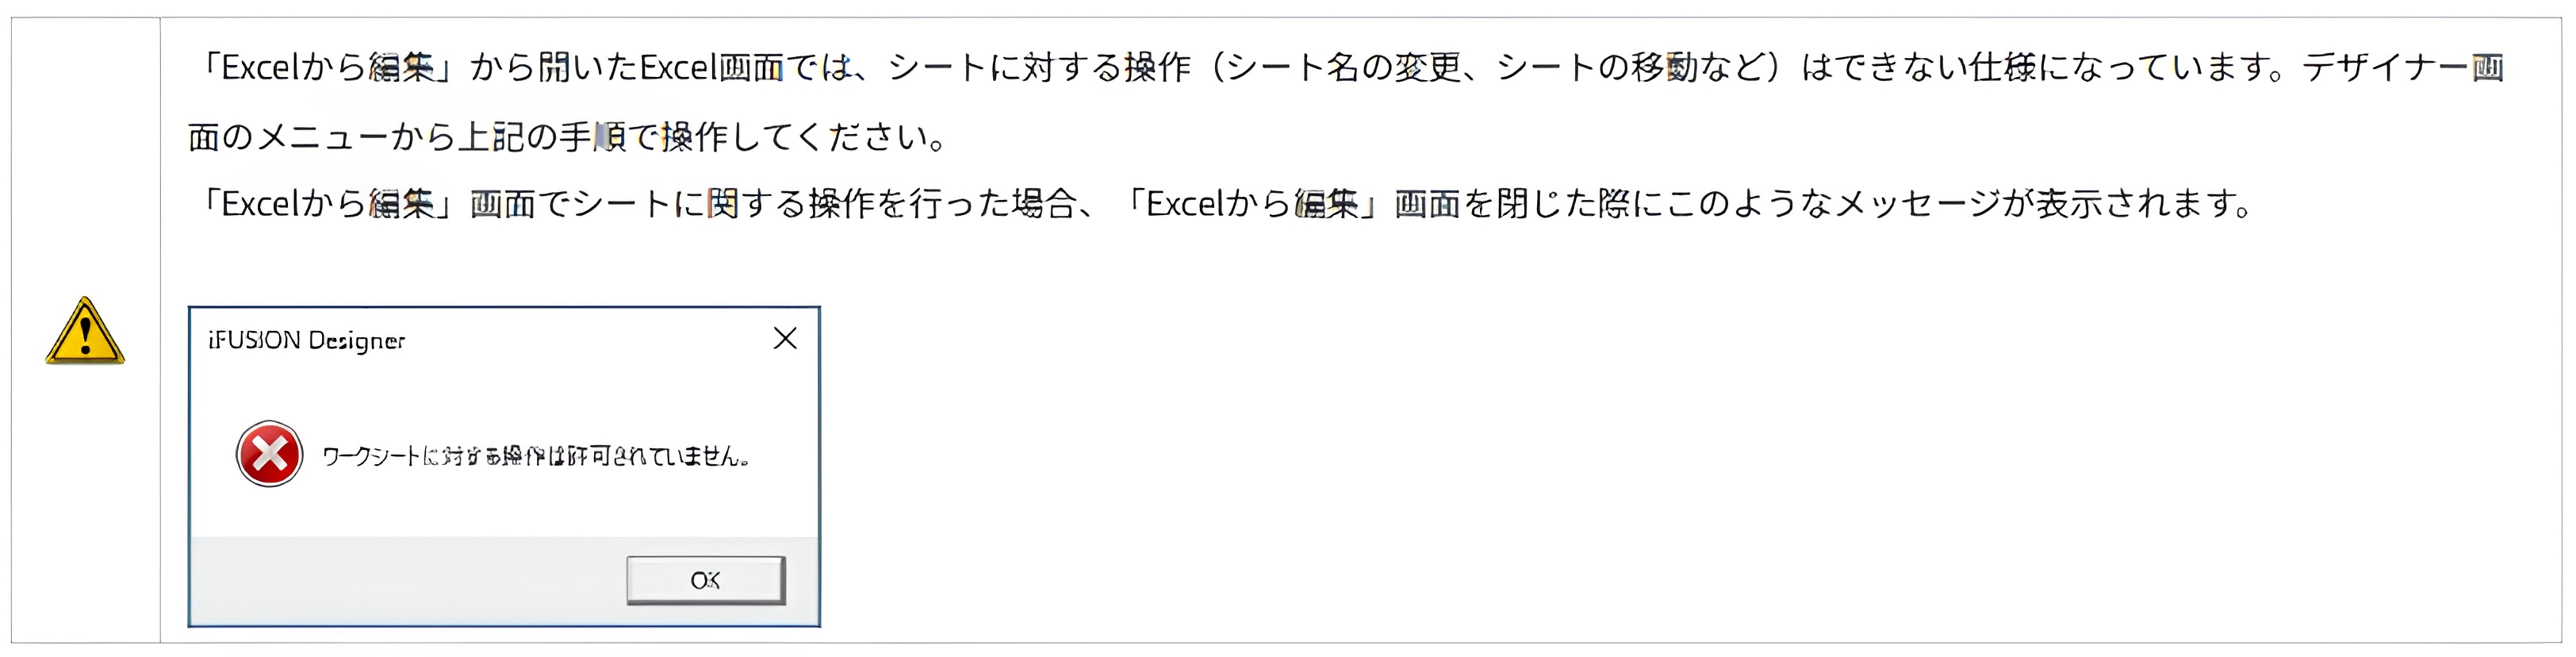 「Excelから編集」から開いたExcel画面では、シートに対する操作（シート名の変更、シートの移動など）はできない仕様になっています。デザイナー画
面のメニューから上記の手順で操作してください。
「Excelから編集」画面でシートに関する操作を行った場合、「Excelから編集」画面を閉じた際にこのようなメッセージが表示されます。
iFUSION Designer
ワークシートに対する操作は許可されていません。
OK